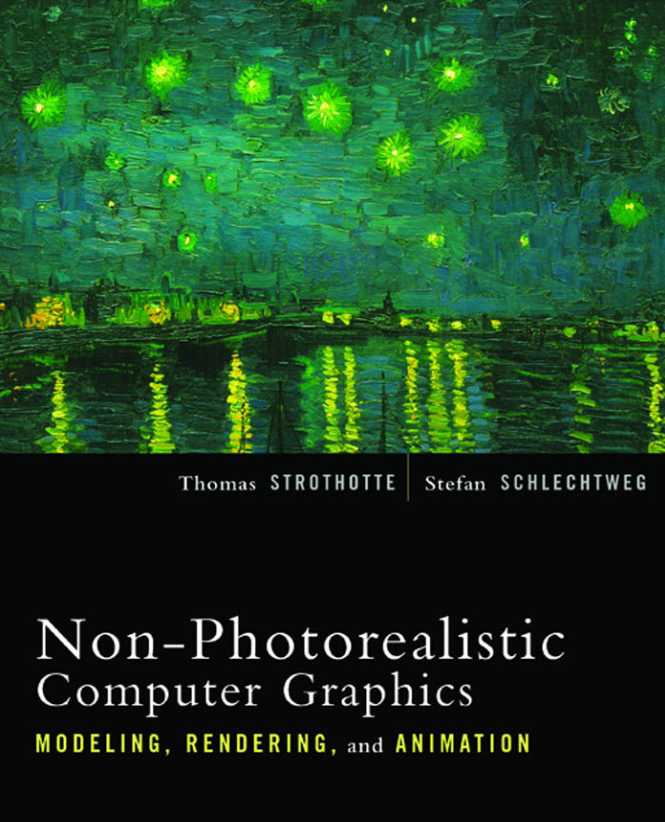 Thomas STROTHOTTE | Stefan SCHLECHTWEG
Non-Photorealistic
Computer Graphics
MODELING, RENDERING, and ANIMATION